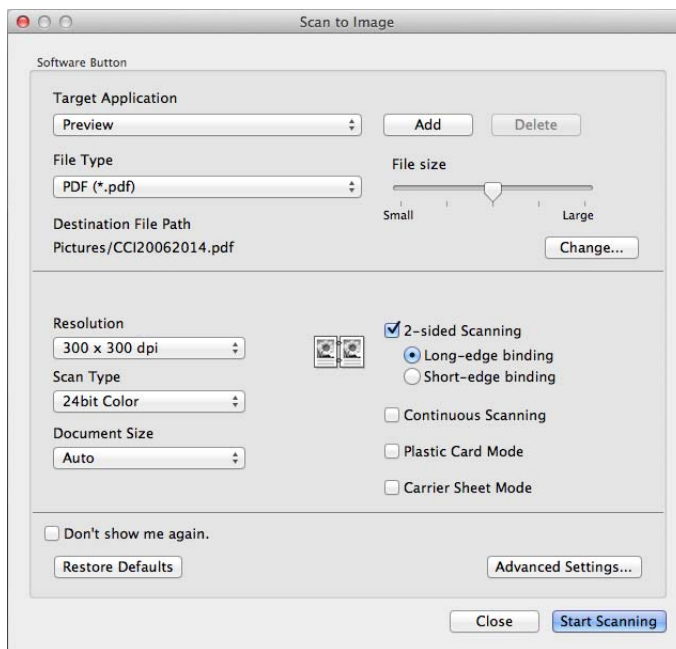 Scan to Image
Software Button
Target Application
Preview
Add
Delete
File Type
File size
PDF (*.pdf)
Small
Large
Destination File Path
Pictures/CCI20062014.pdf
Change...
Resolution
300 x 300 dpi
2-sided Scanning
Long-edge binding
Short-edge binding
Scan Type
24bit Color
Continuous Scanning
Document Size
Auto
Plastic Card Mode
Carrier Sheet Mode
Don't show me again.
Restore Defaults
Advanced Settings...
Close
Start Scanning